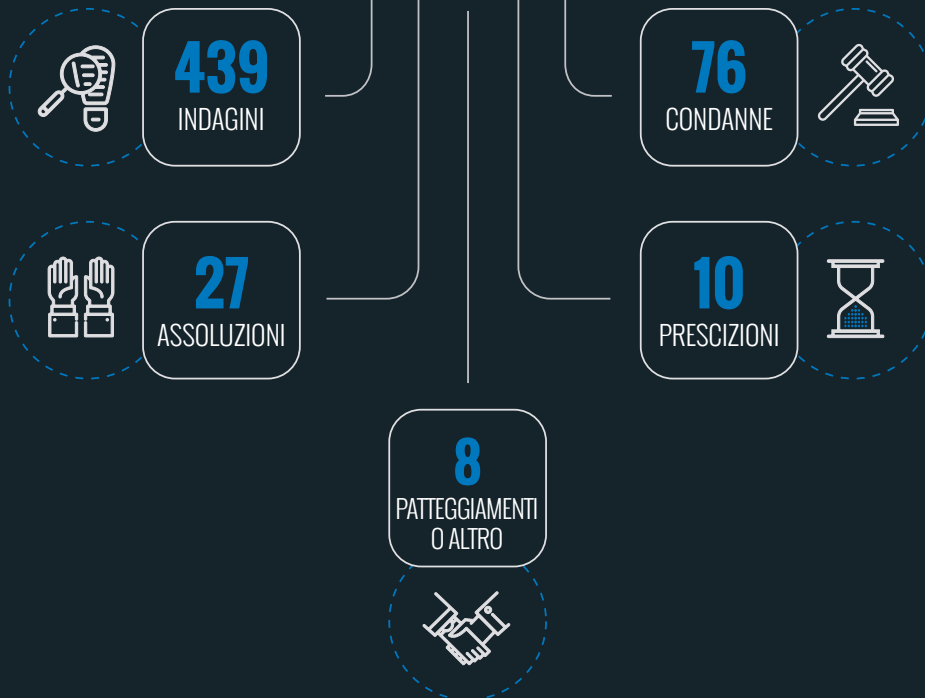 439
INDAGINI
76
CONDANNE
27
ASSOLUZIONI
10
PRESCIZIONI
8
PATTEGGIAMENTI
O ALTRO